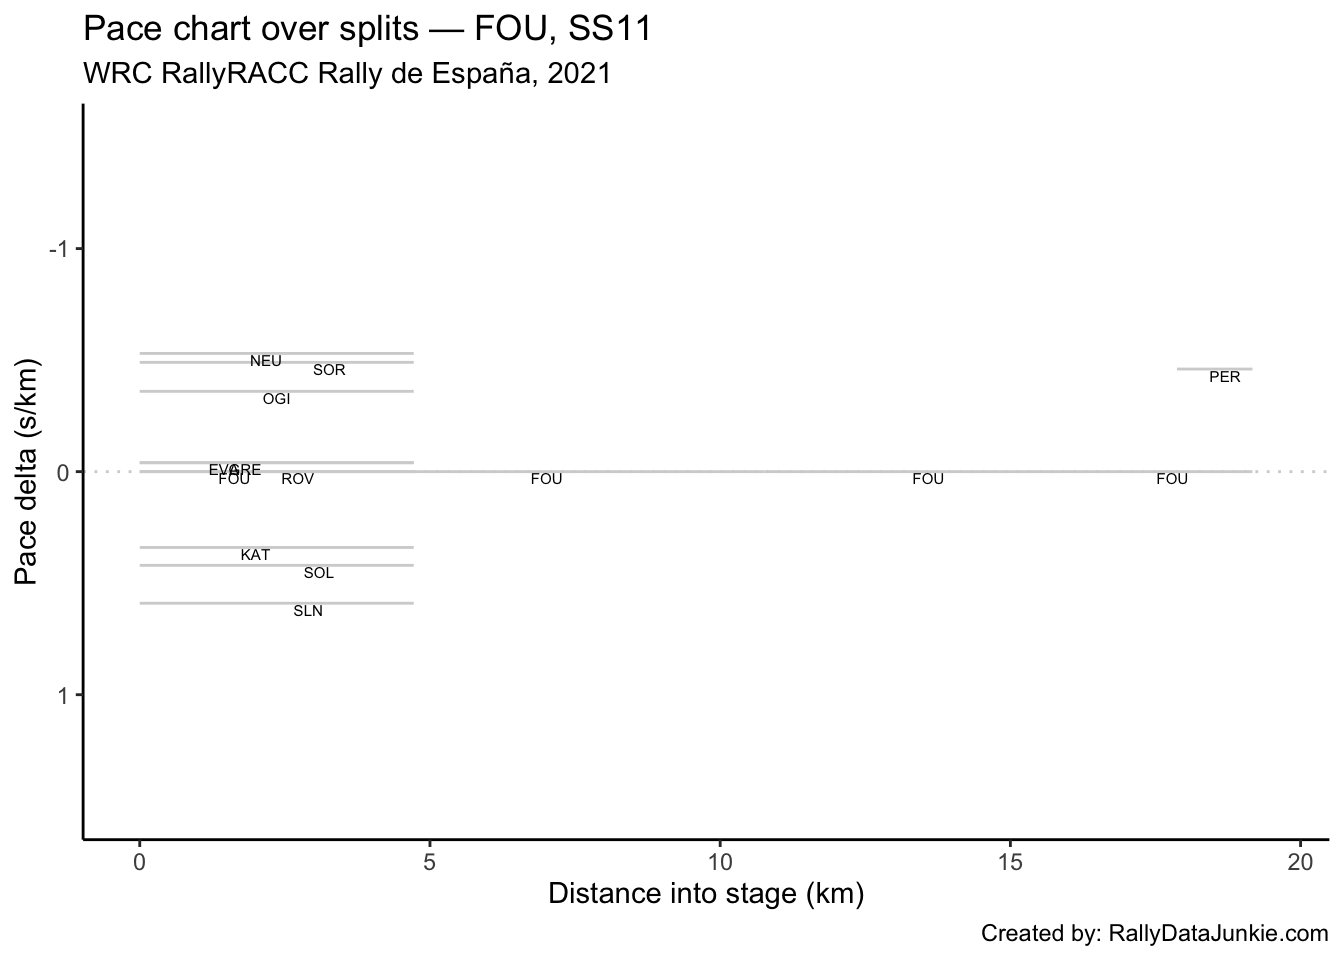 Pace chart over splits — FOU, SS11
WRC RallyRACC Rally de España, 2021
Pace delta (s/km)
-1
0
1
NEU
SOR
OGI
PER
EVA GRE
FOU ROV FOU FOU FOU
KAT
SOL
SLN
0 5 10 15 20
Distance into stage (km)
Created by: RallyDataJunkie.com